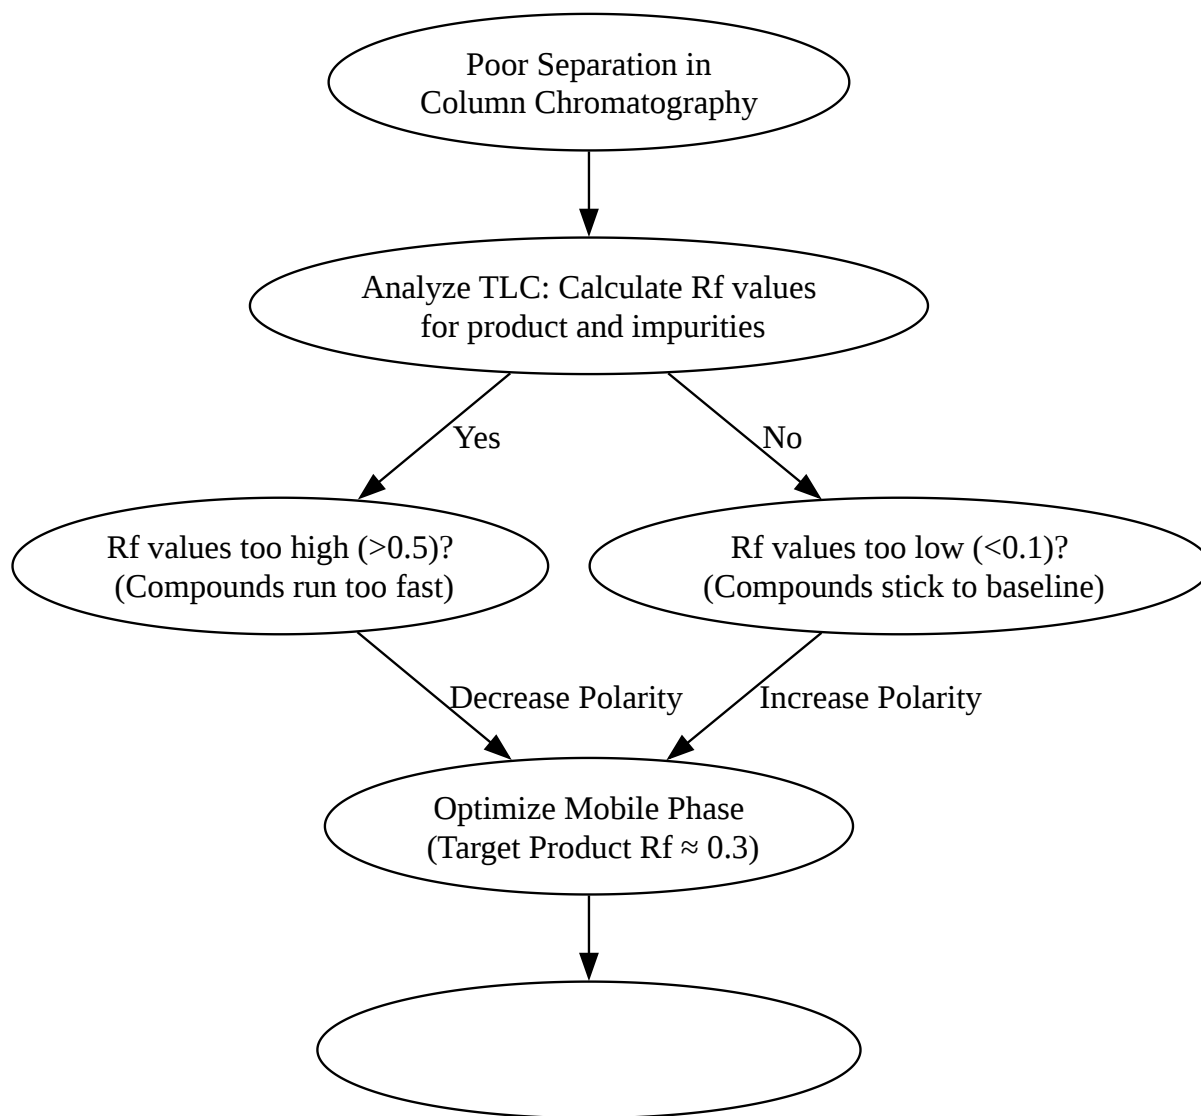 Poor Separation in
Column Chromatography
Analyze TLC: Calculate Rf values
for product and impurities
Yes
No
Rf values too high (>0.5)?
(Compounds run too fast)
Rf values too low (<0.1)?
(Compounds stick to baseline)
Decrease Polarity
Increase Polarity
Optimize Mobile Phase
(Target Product Rf ≈ 0.3)